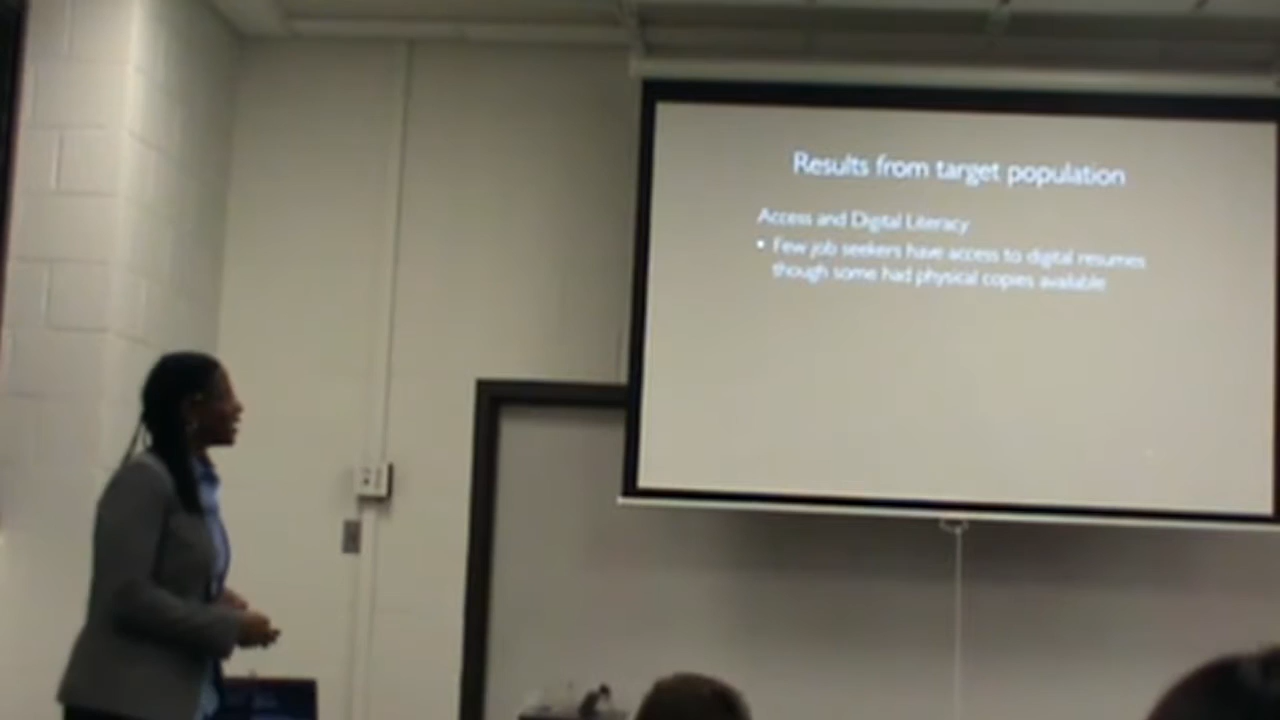 Results from target population
Access and Digital Literacy
• Few job seekers have access to digital resumes
though some had physical copies available